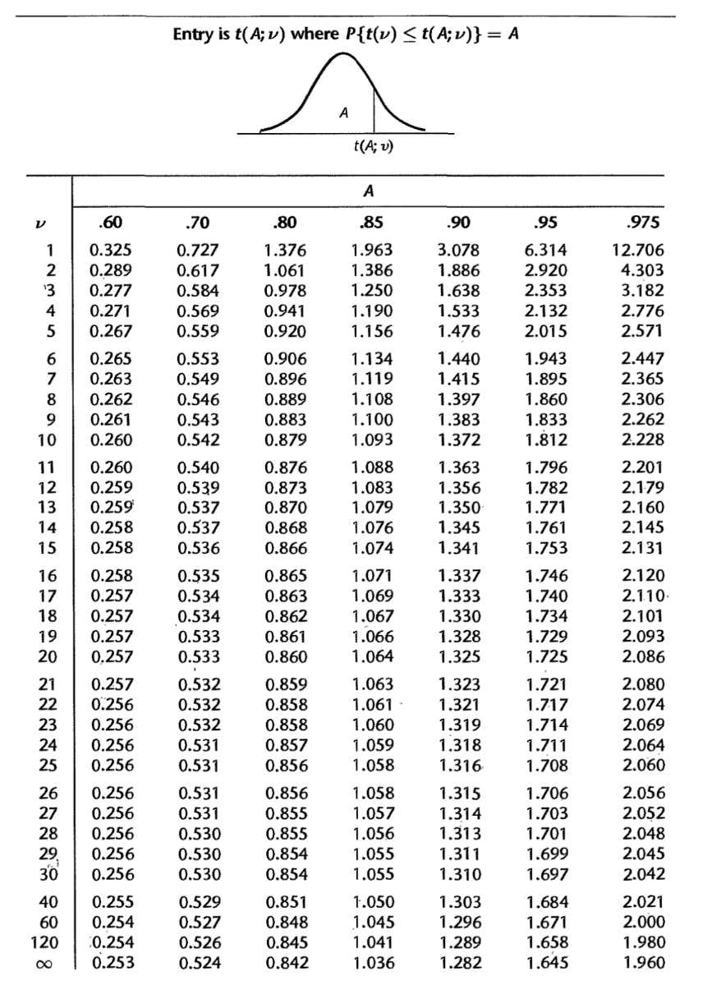 Entry is t(A; ν) where P{t(ν) ≤ t(A; ν)} = A
A
t(A; ν)
A
ν .60 .70 .80 .85 .90 .95 .975
1 0.325 0.727 1.376 1.963 3.078 6.314 12.706
2 0.289 0.617 1.061 1.386 1.886 2.920 4.303
3 0.277 0.584 0.978 1.250 1.638 2.353 3.182
4 0.271 0.569 0.941 1.190 1.533 2.132 2.776
5 0.267 0.559 0.920 1.156 1.476 2.015 2.571
6 0.265 0.553 0.906 1.134 1.440 1.943 2.447
7 0.263 0.549 0.896 1.119 1.415 1.895 2.365
8 0.262 0.546 0.889 1.108 1.397 1.860 2.306
9 0.261 0.543 0.883 1.100 1.383 1.833 2.262
10 0.260 0.542 0.879 1.093 1.372 1.812 2.228
11 0.260 0.540 0.876 1.088 1.363 1.796 2.201
12 0.259 0.539 0.873 1.083 1.356 1.782 2.179
13 0.259 0.537 0.870 1.079 1.350 1.771 2.160
14 0.258 0.537 0.868 1.076 1.345 1.761 2.145
15 0.258 0.536 0.866 1.074 1.341 1.753 2.131
16 0.258 0.535 0.865 1.071 1.337 1.746 2.120
17 0.257 0.534 0.863 1.069 1.333 1.740 2.110
18 0.257 0.534 0.862 1.067 1.330 1.734 2.101
19 0.257 0.533 0.861 1.066 1.328 1.729 2.093
20 0.257 0.533 0.860 1.064 1.325 1.725 2.086
21 0.257 0.532 0.859 1.063 1.323 1.721 2.080
22 0.256 0.532 0.858 1.061 1.321 1.717 2.074
23 0.256 0.532 0.858 1.060 1.319 1.714 2.069
24 0.256 0.531 0.857 1.059 1.318 1.711 2.064
25 0.256 0.531 0.856 1.058 1.316 1.708 2.060
26 0.256 0.531 0.856 1.058 1.315 1.706 2.056
27 0.256 0.531 0.855 1.057 1.314 1.703 2.052
28 0.256 0.530 0.855 1.056 1.313 1.701 2.048
29 0.256 0.530 0.854 1.055 1.311 1.699 2.045
30 0.256 0.530 0.854 1.055 1.310 1.697 2.042
40 0.255 0.529 0.851 1.050 1.303 1.684 2.021
60 0.254 0.527 0.848 1.045 1.296 1.671 2.000
120 0.254 0.526 0.845 1.041 1.289 1.658 1.980
∞ 0.253 0.524 0.842 1.036 1.282 1.645 1.960